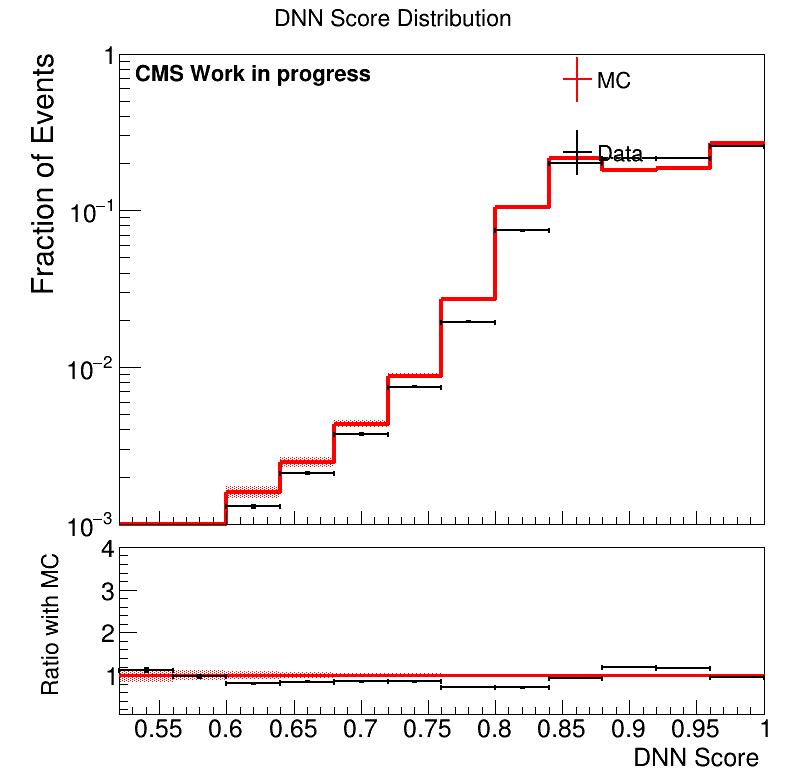 DNN Score Distribution
CMS Work in progress
MC
Data
Fraction of Events
1
10⁻¹
10⁻²
10⁻³
Ratio with MC
4
3
2
1
0.55 0.6 0.65 0.7 0.75 0.8 0.85 0.9 0.95 1
DNN Score